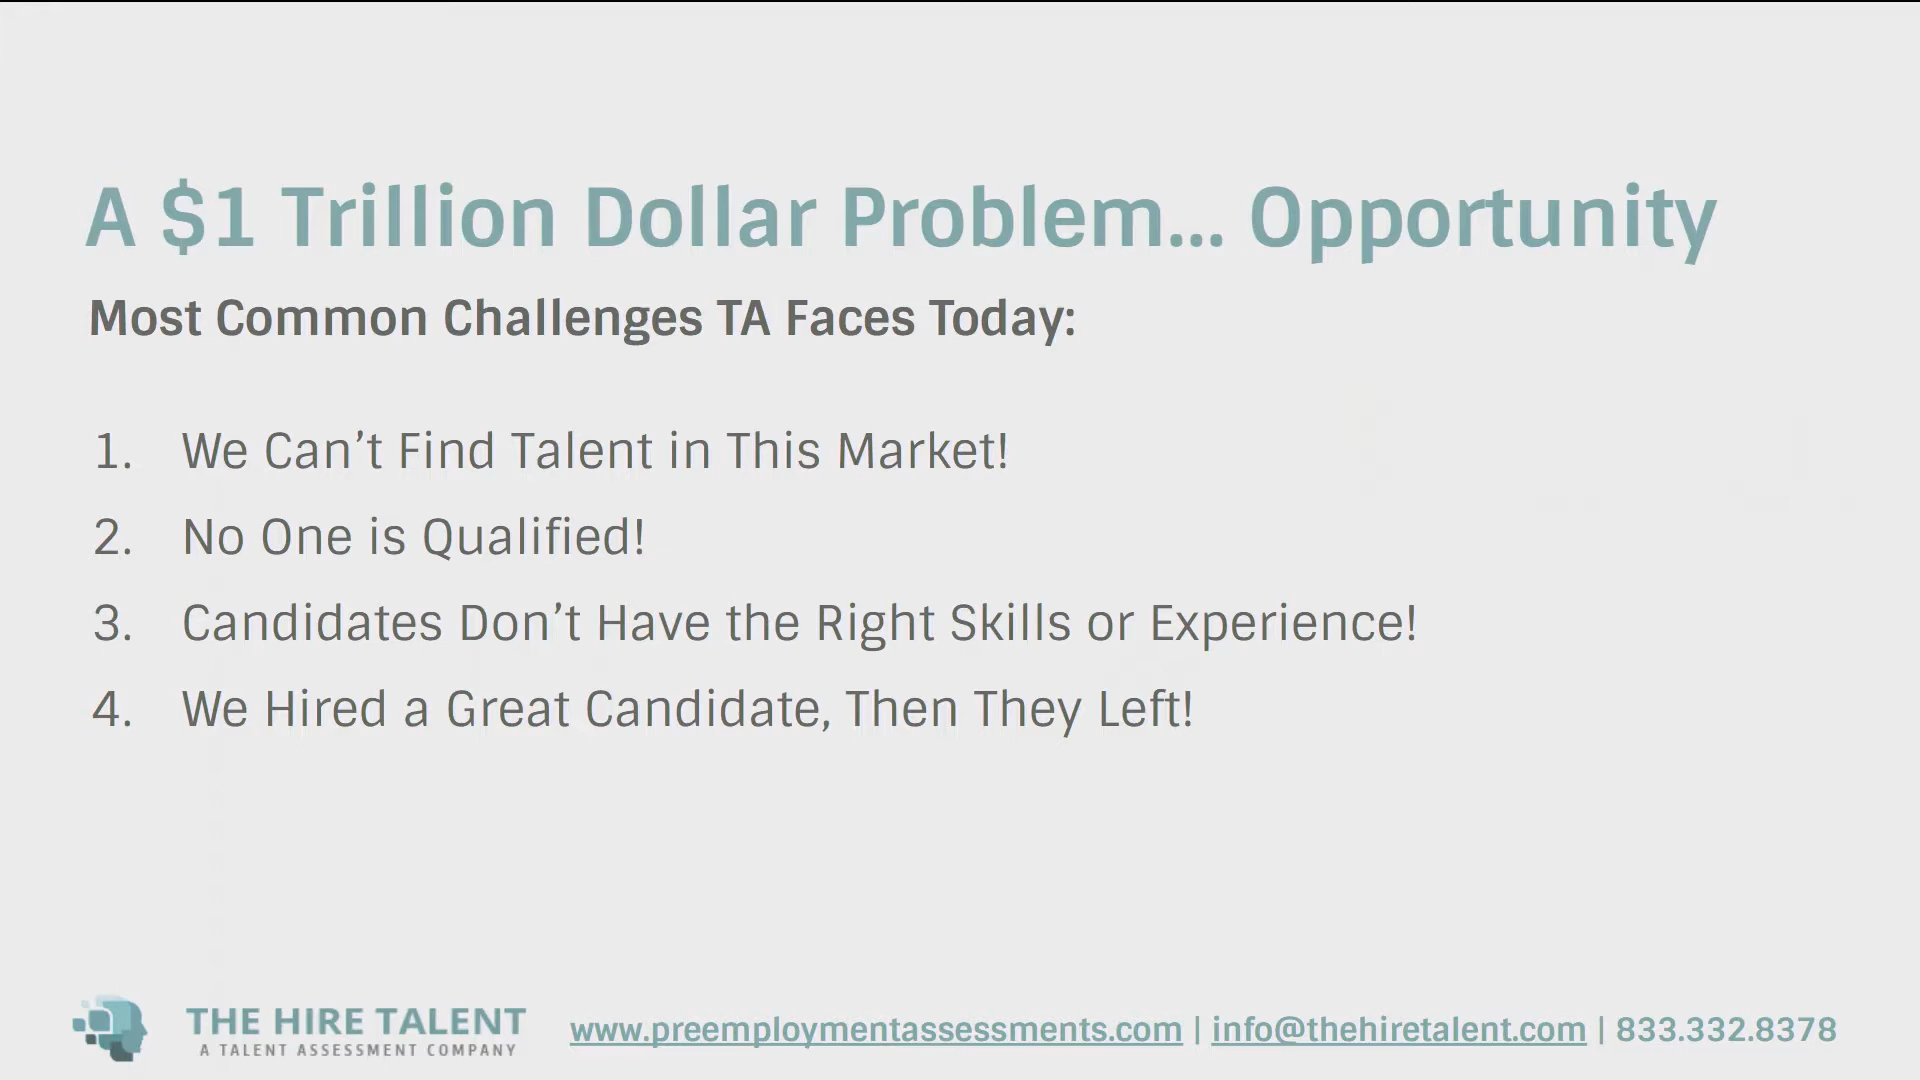 A $1 Trillion Dollar Problem... Opportunity
Most Common Challenges TA Faces Today:
1. We Can’t Find Talent in This Market!
2. No One is Qualified!
3. Candidates Don’t Have the Right Skills or Experience!
4. We Hired a Great Candidate, Then They Left!
THE HIRE TALENT
A TALENT ASSESSMENT COMPANY
www.preemploymentassessments.com | info@thehiretalent.com | 833.332.8378